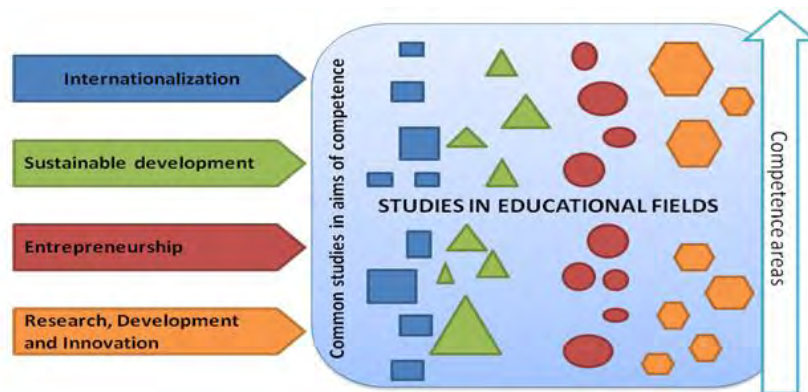 Internationalization
Sustainable development
Entrepreneurship
Research, Development
and Innovation
Common studies in aims of competence
STUDIES IN EDUCATIONAL FIELDS
Competence areas